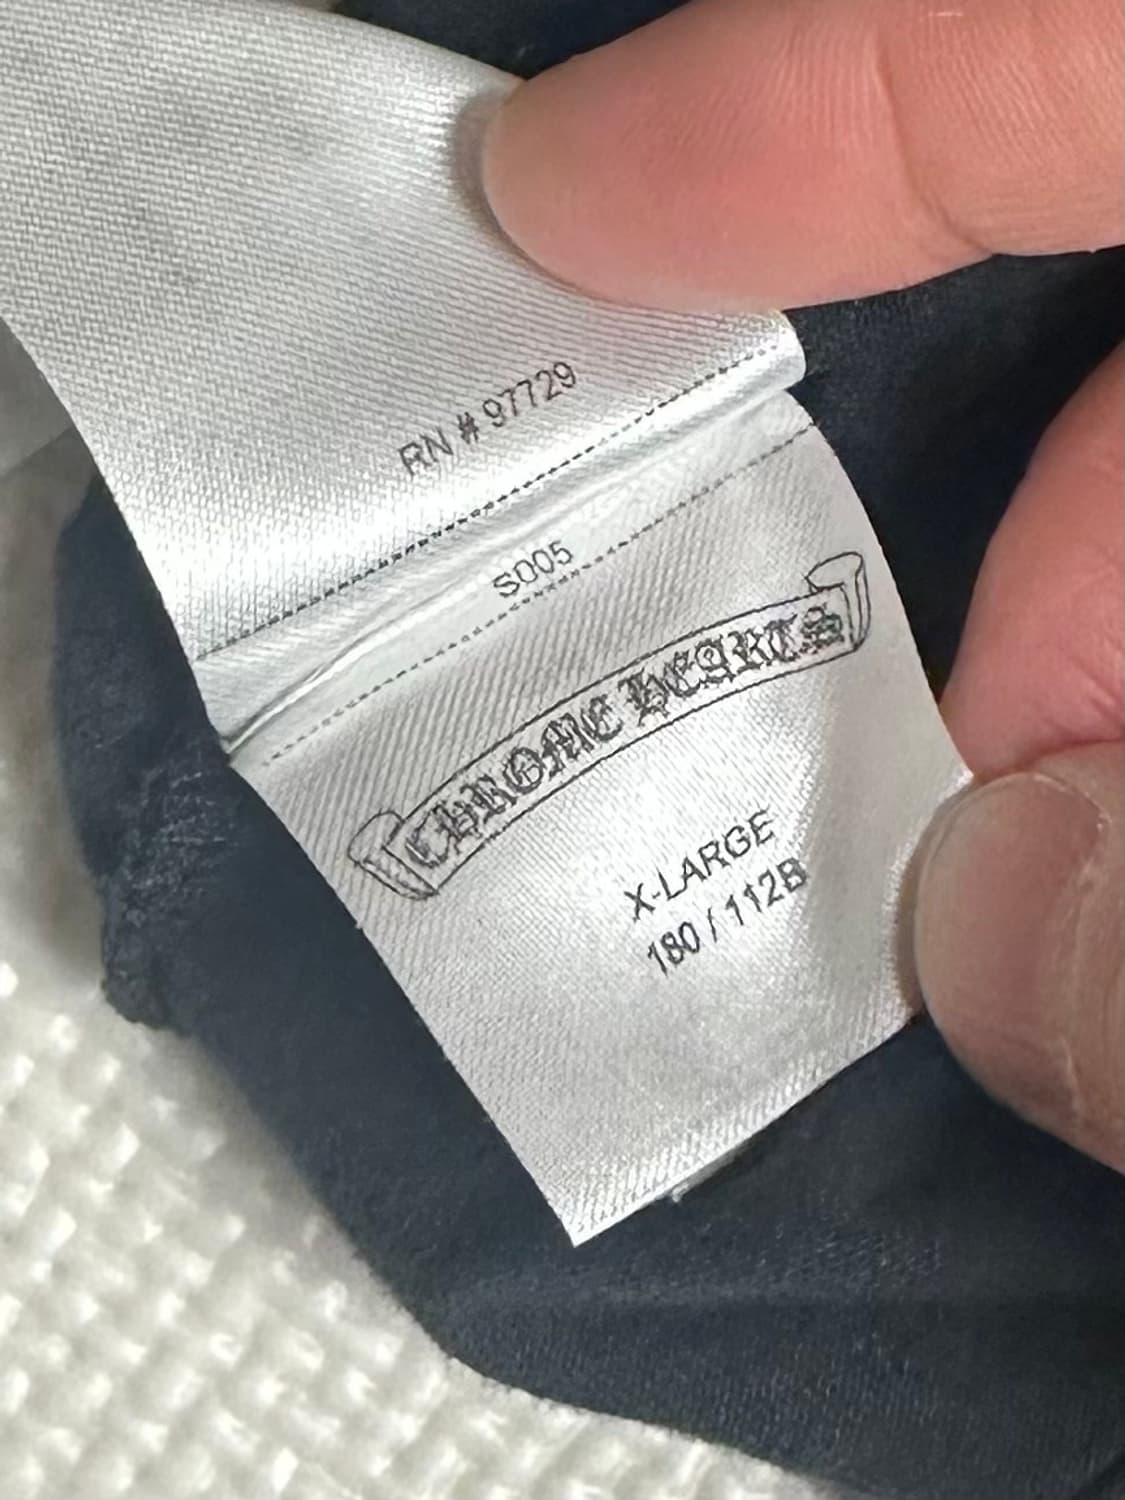 RN # 97729
S005
CHROME HEARTS
X-LARGE
180 / 112B